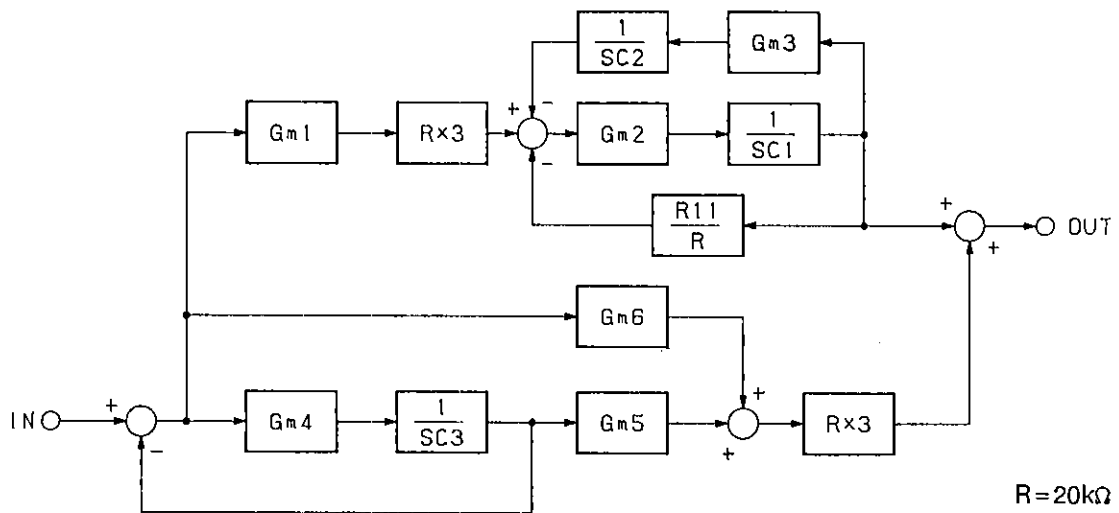 1
SC2
Gm3
+
−
Gm1
R×3
Gm2
1
SC1
−
R11
R
+
+
OUT
Gm6
+
−
IN
Gm4
1
SC3
Gm5
+
+
R×3
R=20kΩ